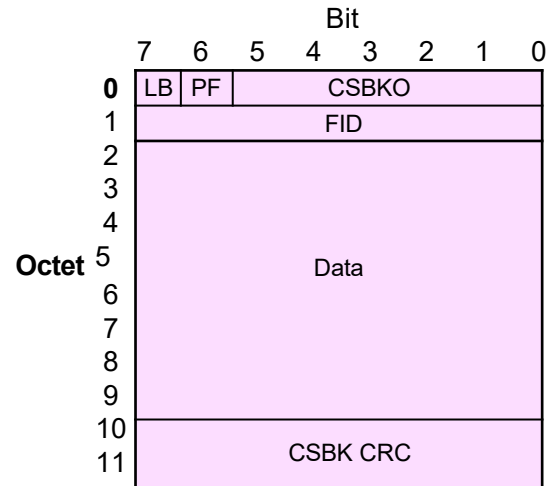 Bit
7 6 5 4 3 2 1 0
0 LB PF CSBKO
1 FID
2
3
4
Octet 5 Data
6
7
8
9
10
11 CSBK CRC